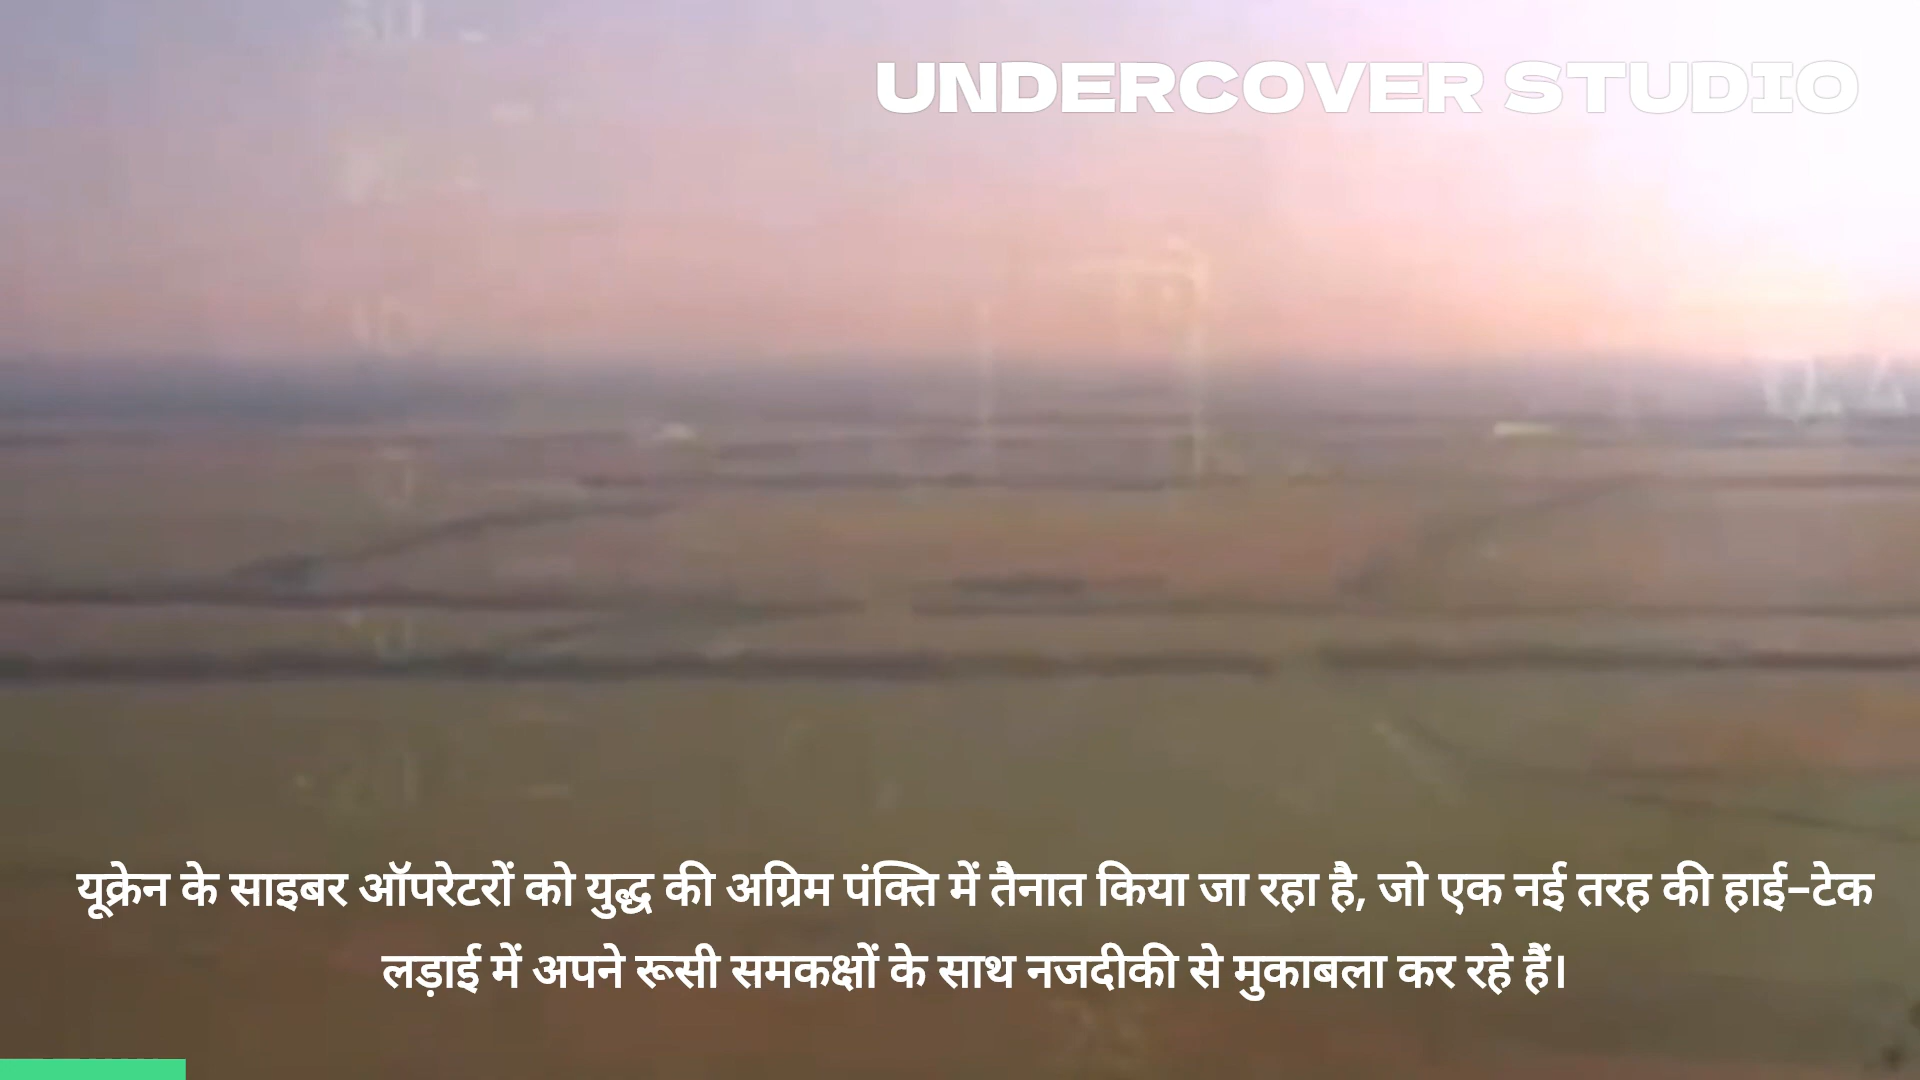 UNDERCOVER STUDIO
यूक्रेन के साइबर ऑपरेटरों को युद्ध की अग्रिम पंक्ति में तैनात किया जा रहा है, जो एक नई तरह की हाई-टेक
लड़ाई में अपने रूसी समकक्षों के साथ नजदीकी से मुकाबला कर रहे हैं।